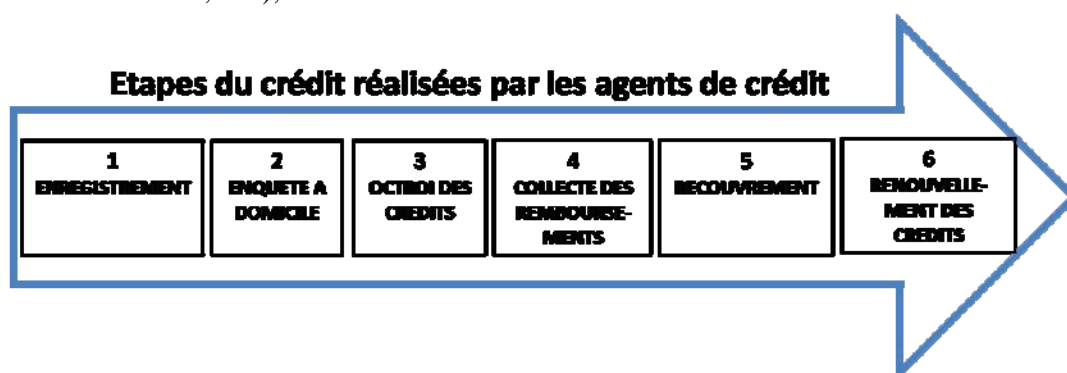 Etapes du crédit réalisées par les agents de crédit
1
ENREGISTREMENT
2
ENQUETE A
DOMICILE
3
OCTROI DES
CREDITS
4
COLLECTE DES
REMBOURSE-
MENTS
5
RECOUVREMENT
6
RENOUVELLE-
MENT DES
CREDITS